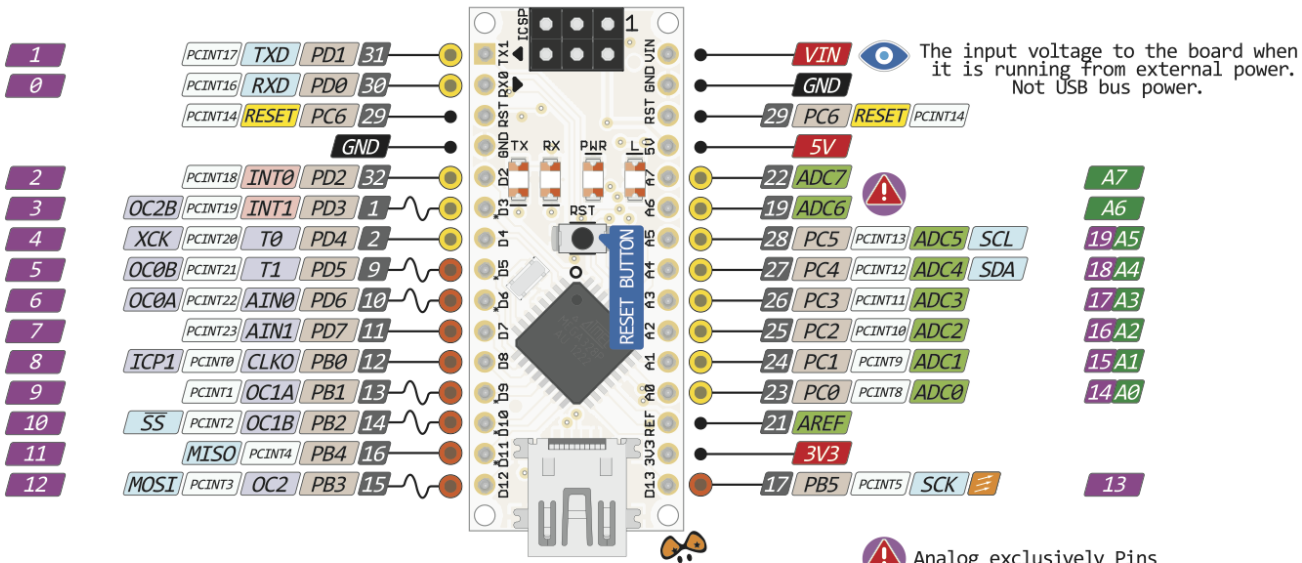 ICSP
1
1 PCINT17 TXD PD1 31 TX1 VIN VIN The input voltage to the board when
it is running from external power.
Not USB bus power.
0 PCINT16 RXD PD0 30 RX0 GND GND
PCINT14 RESET PC6 29 RST RST 29 PC6 RESET PCINT14
GND GND 5V 5V
TX RX PWR L
2 PCINT18 INT0 PD2 32 D2 A7 22 ADC7 A7
3 OC2B PCINT19 INT1 PD3 1 D3 A6 19 ADC6 A6
RST
4 XCK PCINT20 T0 PD4 2 D4 A5 28 PC5 PCINT13 ADC5 SCL 19 A5
RESET BUTTON
5 OC0B PCINT21 T1 PD5 9 D5 A4 27 PC4 PCINT12 ADC4 SDA 18 A4
6 OC0A PCINT22 AIN0 PD6 10 D6 A3 26 PC3 PCINT11 ADC3 17 A3
7 PCINT23 AIN1 PD7 11 D7 A2 25 PC2 PCINT10 ADC2 16 A2
8 ICP1 PCINT0 CLKO PB0 12 D8 A1 24 PC1 PCINT9 ADC1 15 A1
9 PCINT1 OC1A PB1 13 D9 A0 23 PC0 PCINT8 ADC0 14 A0
10 SS PCINT2 OC1B PB2 14 D10 REF 21 AREF
11 MISO PCINT4 PB4 16 D11 3V3 3V3
12 MOSI PCINT3 OC2 PB3 15 D12 D13 17 PB5 PCINT5 SCK 13
Analog exclusively Pins